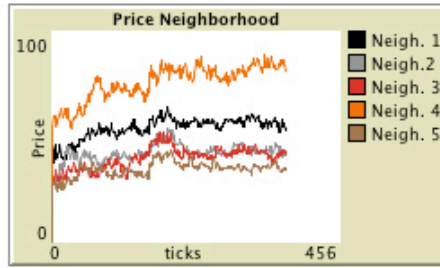 Price Neighborhood
100
Price
0
0 ticks 456
Neigh. 1
Neigh.2
Neigh. 3
Neigh. 4
Neigh. 5